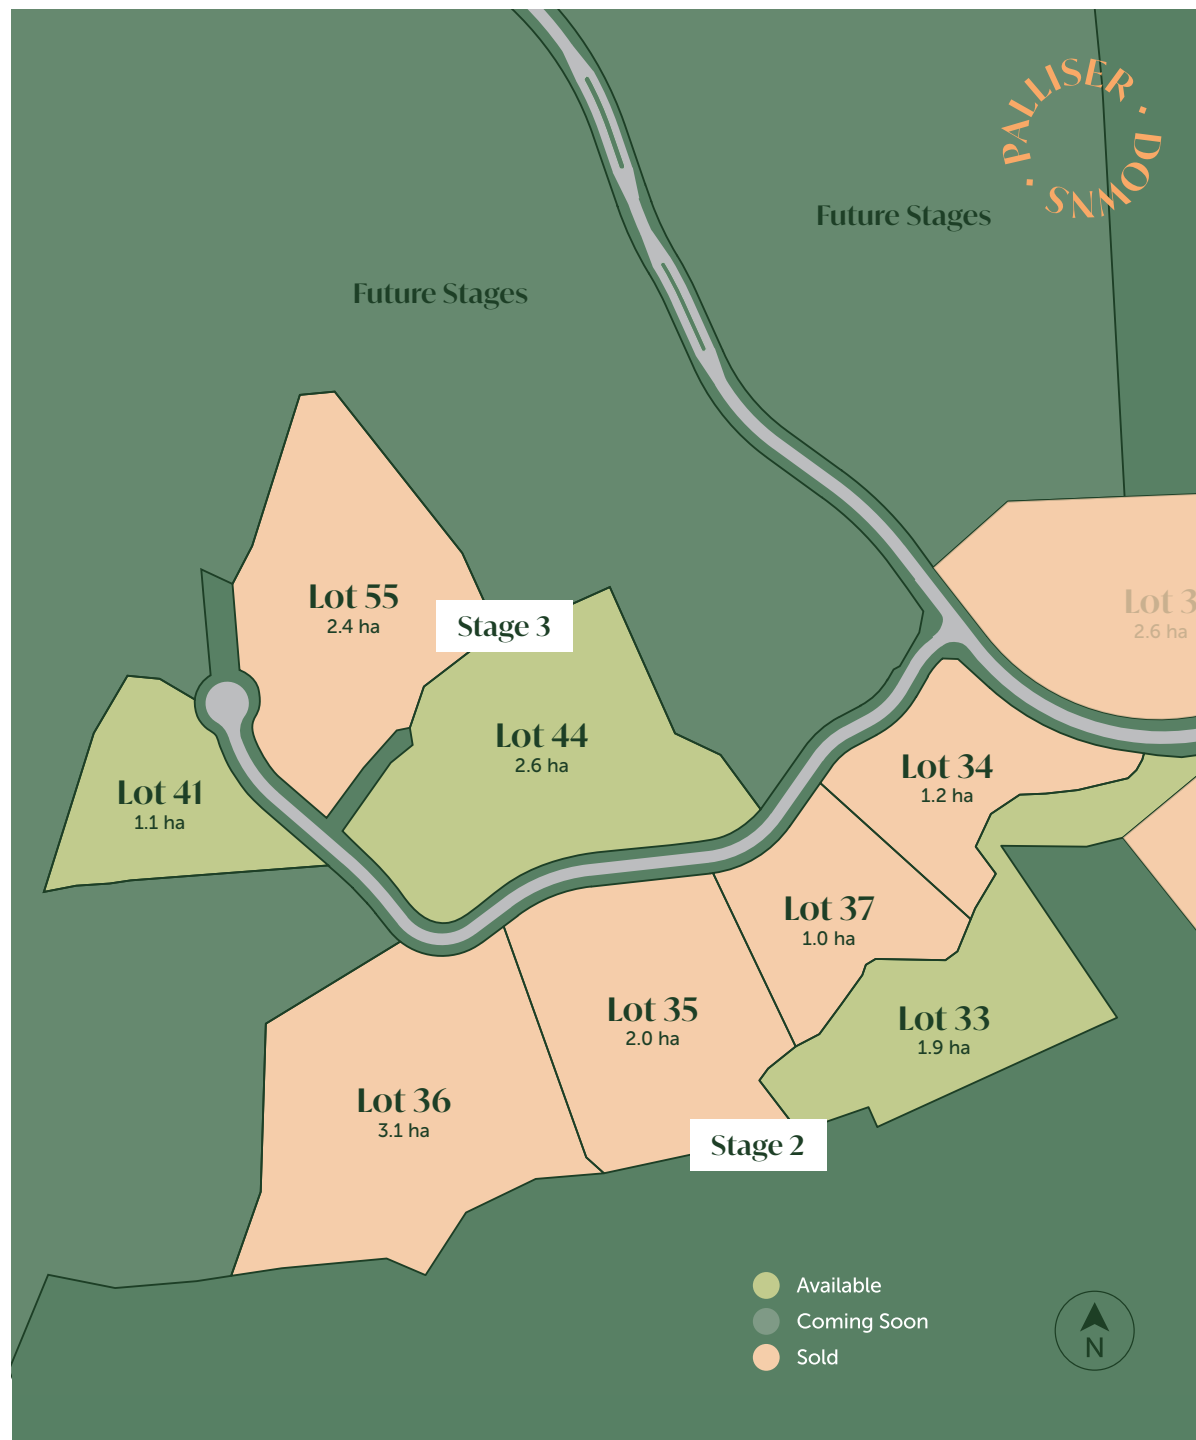 PALLISER · DOWNS ·
Future Stages
Future Stages
Lot 55
2.4 ha
Stage 3
Lot 3
2.6 ha
Lot 44
2.6 ha
Lot 41
1.1 ha
Lot 34
1.2 ha
Lot 37
1.0 ha
Lot 35
2.0 ha
Lot 33
1.9 ha
Lot 36
3.1 ha
Stage 2
Available
Coming Soon
Sold
N